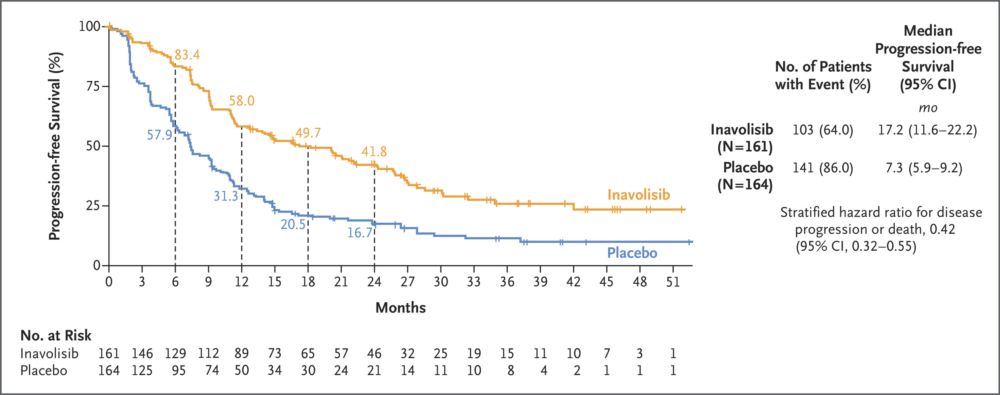 100
75
50
25
0
Progression-free Survival (%)
83.4
58.0
49.7
41.8
57.9
31.3
20.5
16.7
Inavolisib
Placebo
0 3 6 9 12 15 18 21 24 27 30 33 36 39 42 45 48 51
Months
Median
Progression-free
No. of Patients Survival
with Event (%) (95% CI)
mo
Inavolisib 103 (64.0) 17.2 (11.6–22.2)
(N=161)
Placebo 141 (86.0) 7.3 (5.9–9.2)
(N=164)
Stratified hazard ratio for disease
progression or death, 0.42
(95% CI, 0.32–0.55)
No. at Risk
Inavolisib 161 146 129 112 89 73 65 57 46 32 25 19 15 11 10 7 3 1
Placebo 164 125 95 74 50 34 30 24 21 14 11 10 8 4 2 1 1 1